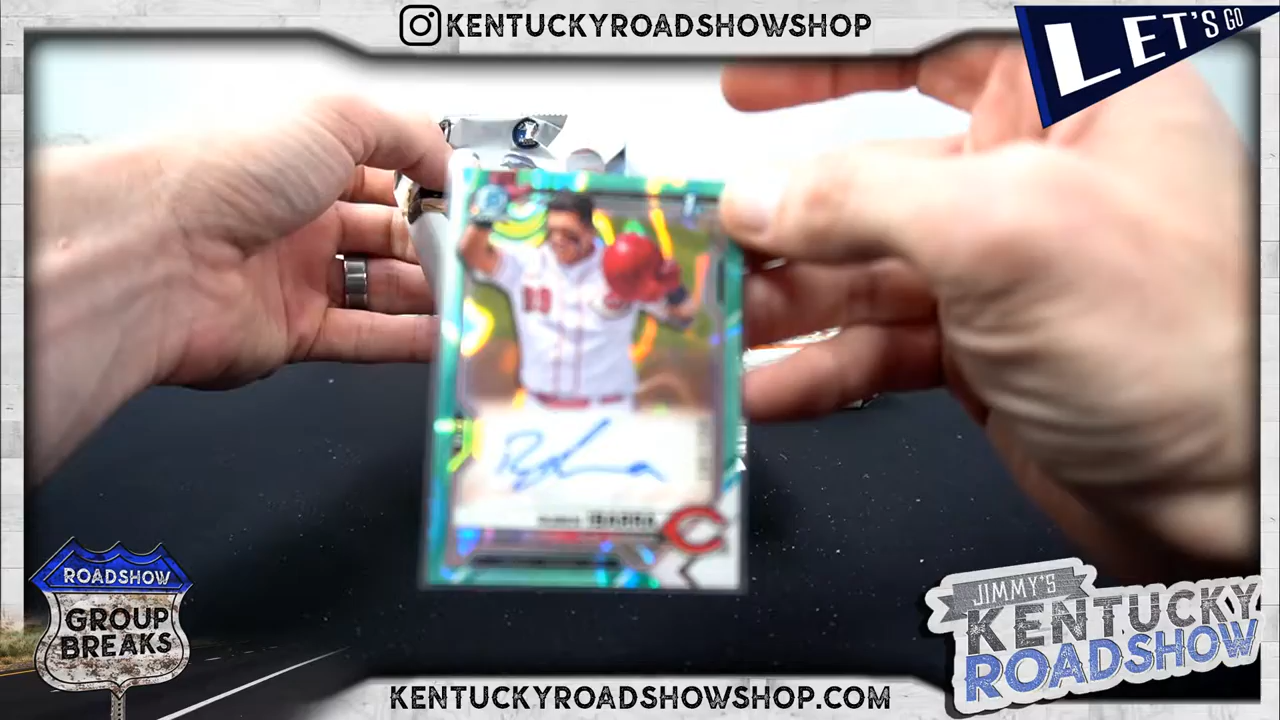 KENTUCKYROADSHOWSHOP
LET'S GO
ROADSHOW
GROUP
BREAKS
JIMMY'S
KENTUCKY
ROADSHOW
KENTUCKYROADSHOWSHOP.COM